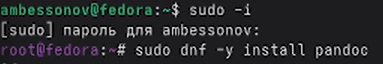 ambessonov@fedora:~$ sudo -i
[sudo] пароль для ambessonov:
root@fedora:~# sudo dnf -y install pandoc